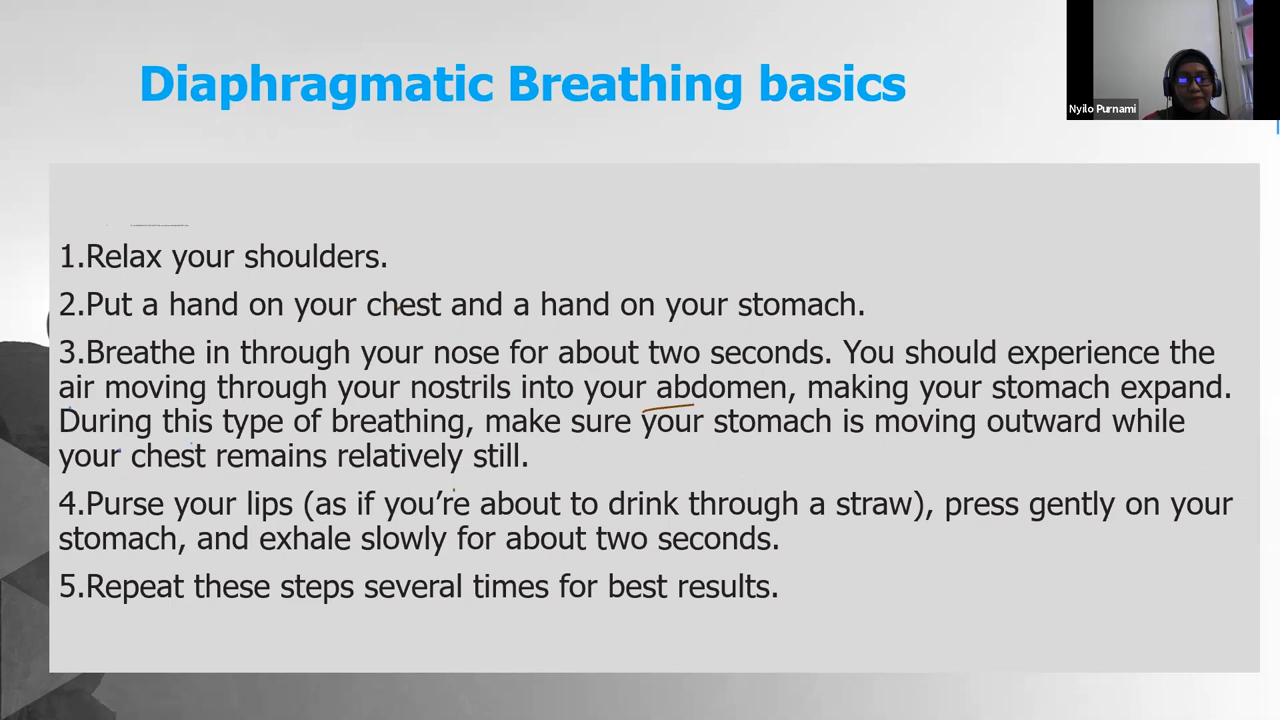 Diaphragmatic Breathing basics
Nyilo Purnami
1.Relax your shoulders.
2.Put a hand on your chest and a hand on your stomach.
3.Breathe in through your nose for about two seconds. You should experience the
air moving through your nostrils into your abdomen, making your stomach expand.
During this type of breathing, make sure your stomach is moving outward while
your chest remains relatively still.
4.Purse your lips (as if you’re about to drink through a straw), press gently on your
stomach, and exhale slowly for about two seconds.
5.Repeat these steps several times for best results.